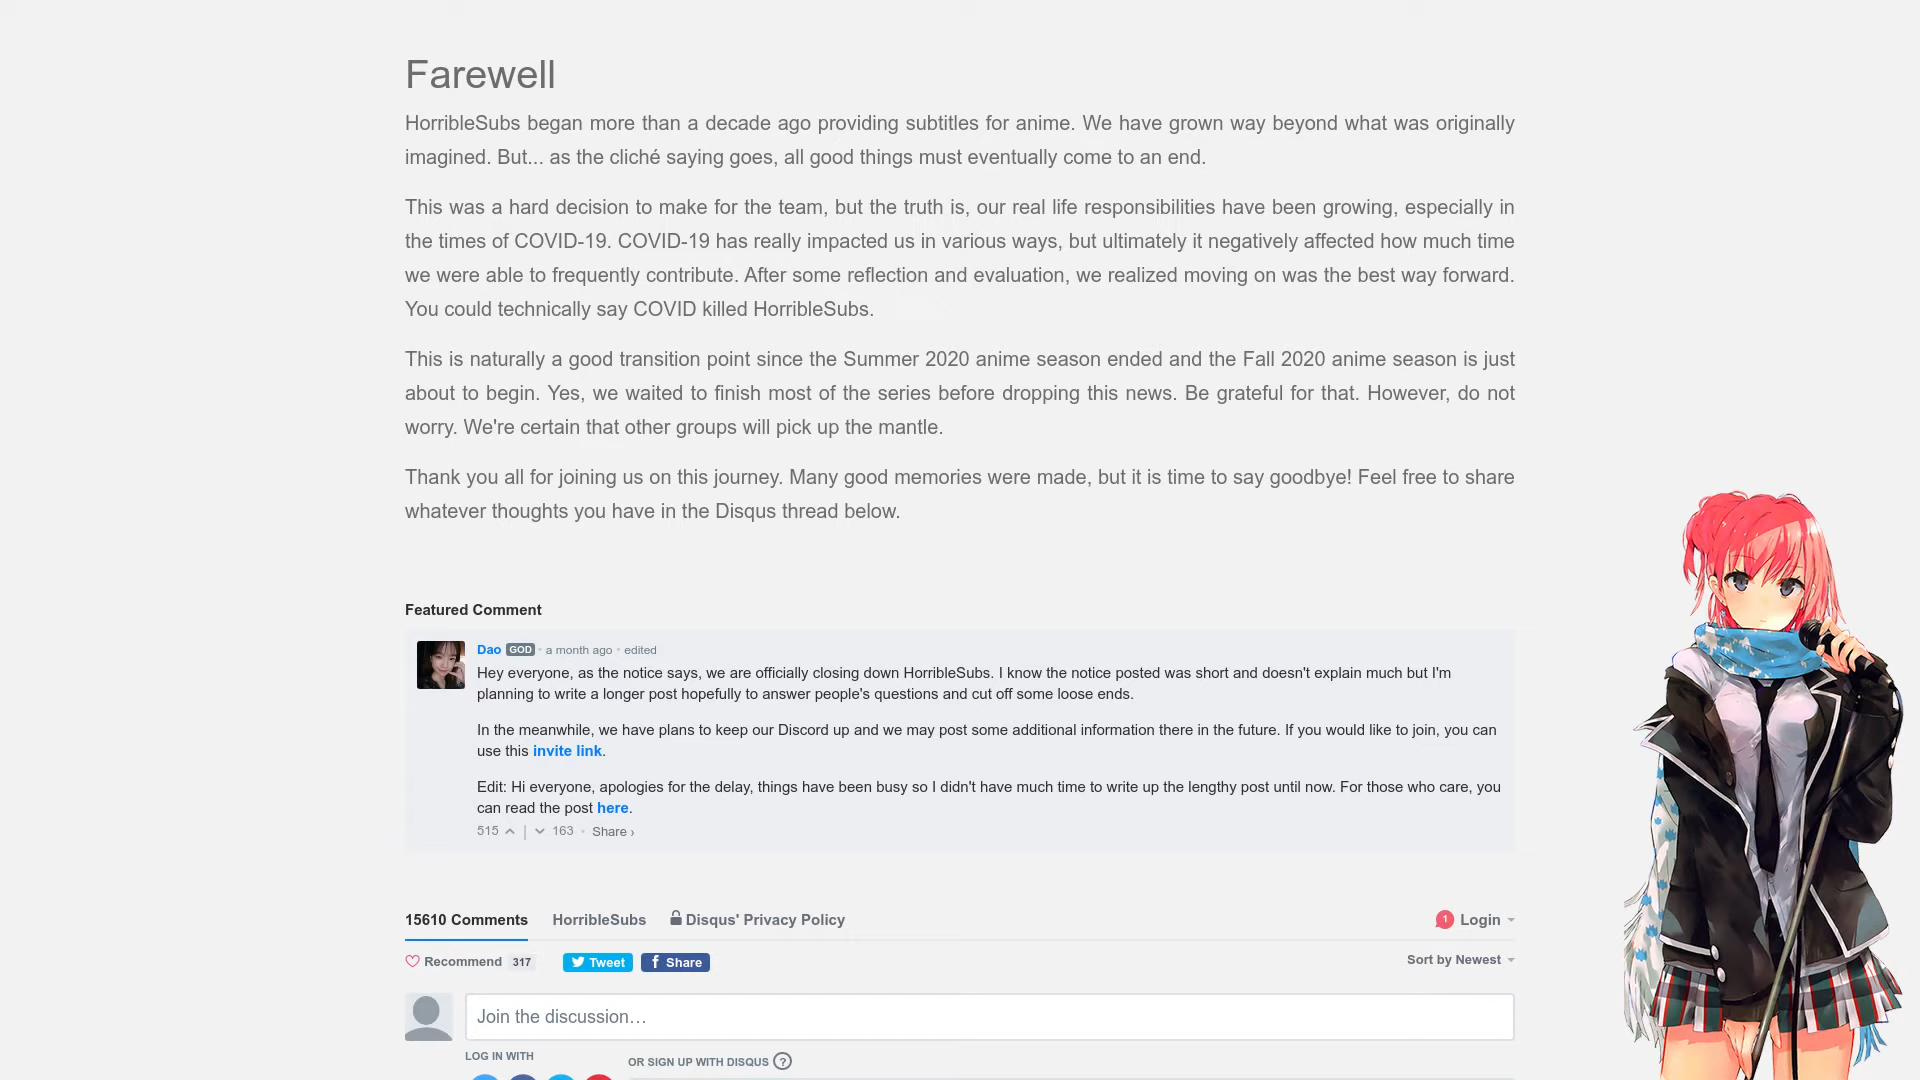 Farewell
HorribleSubs began more than a decade ago providing subtitles for anime. We have grown way beyond what was originally
imagined. But... as the cliché saying goes, all good things must eventually come to an end.
This was a hard decision to make for the team, but the truth is, our real life responsibilities have been growing, especially in
the times of COVID-19. COVID-19 has really impacted us in various ways, but ultimately it negatively affected how much time
we were able to frequently contribute. After some reflection and evaluation, we realized moving on was the best way forward.
You could technically say COVID killed HorribleSubs.
This is naturally a good transition point since the Summer 2020 anime season ended and the Fall 2020 anime season is just
about to begin. Yes, we waited to finish most of the series before dropping this news. Be grateful for that. However, do not
worry. We're certain that other groups will pick up the mantle.
Thank you all for joining us on this journey. Many good memories were made, but it is time to say goodbye! Feel free to share
whatever thoughts you have in the Disqus thread below.
Featured Comment
Dao GOD • a month ago • edited
Hey everyone, as the notice says, we are officially closing down HorribleSubs. I know the notice posted was short and doesn't explain much but I'm
planning to write a longer post hopefully to answer people's questions and cut off some loose ends.
In the meanwhile, we have plans to keep our Discord up and we may post some additional information there in the future. If you would like to join, you can
use this invite link.
Edit: Hi everyone, apologies for the delay, things have been busy so I didn't have much time to write up the lengthy post until now. For those who care, you
can read the post here.
515 | 163 • Share ›
15610 Comments HorribleSubs Disqus' Privacy Policy 1 Login
Recommend 317 Tweet Share Sort by Newest
Join the discussion…
LOG IN WITH OR SIGN UP WITH DISQUS ?